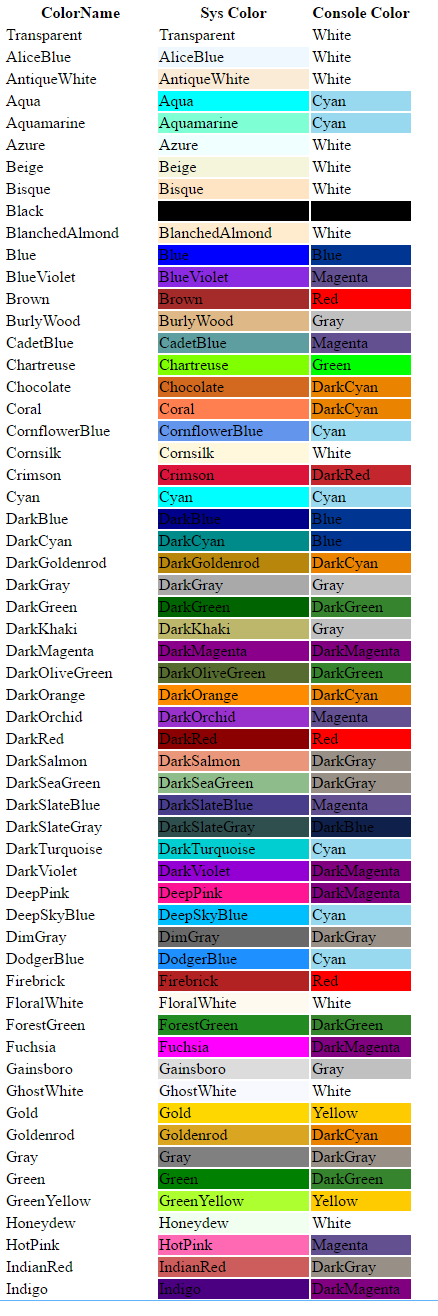 ColorName Sys Color Console Color
Transparent Transparent White
AliceBlue AliceBlue White
AntiqueWhite AntiqueWhite White
Aqua Aqua Cyan
Aquamarine Aquamarine Cyan
Azure Azure White
Beige Beige White
Bisque Bisque White
Black
BlanchedAlmond BlanchedAlmond White
Blue Blue Blue
BlueViolet BlueViolet Magenta
Brown Brown Red
BurlyWood BurlyWood Gray
CadetBlue CadetBlue Magenta
Chartreuse Chartreuse Green
Chocolate Chocolate DarkCyan
Coral Coral DarkCyan
CornflowerBlue CornflowerBlue Cyan
Cornsilk Cornsilk White
Crimson Crimson DarkRed
Cyan Cyan Cyan
DarkBlue DarkBlue Blue
DarkCyan DarkCyan Blue
DarkGoldenrod DarkGoldenrod DarkCyan
DarkGray DarkGray Gray
DarkGreen DarkGreen DarkGreen
DarkKhaki DarkKhaki Gray
DarkMagenta DarkMagenta DarkMagenta
DarkOliveGreen DarkOliveGreen DarkGreen
DarkOrange DarkOrange DarkCyan
DarkOrchid DarkOrchid Magenta
DarkRed DarkRed Red
DarkSalmon DarkSalmon DarkGray
DarkSeaGreen DarkSeaGreen DarkGray
DarkSlateBlue DarkSlateBlue Magenta
DarkSlateGray DarkSlateGray DarkBlue
DarkTurquoise DarkTurquoise Cyan
DarkViolet DarkViolet DarkMagenta
DeepPink DeepPink DarkMagenta
DeepSkyBlue DeepSkyBlue Cyan
DimGray DimGray DarkGray
DodgerBlue DodgerBlue Cyan
Firebrick Firebrick Red
FloralWhite FloralWhite White
ForestGreen ForestGreen DarkGreen
Fuchsia Fuchsia DarkMagenta
Gainsboro Gainsboro Gray
GhostWhite GhostWhite White
Gold Gold Yellow
Goldenrod Goldenrod DarkCyan
Gray Gray DarkGray
Green Green DarkGreen
GreenYellow GreenYellow Yellow
Honeydew Honeydew White
HotPink HotPink Magenta
IndianRed IndianRed DarkGray
Indigo Indigo DarkMagenta